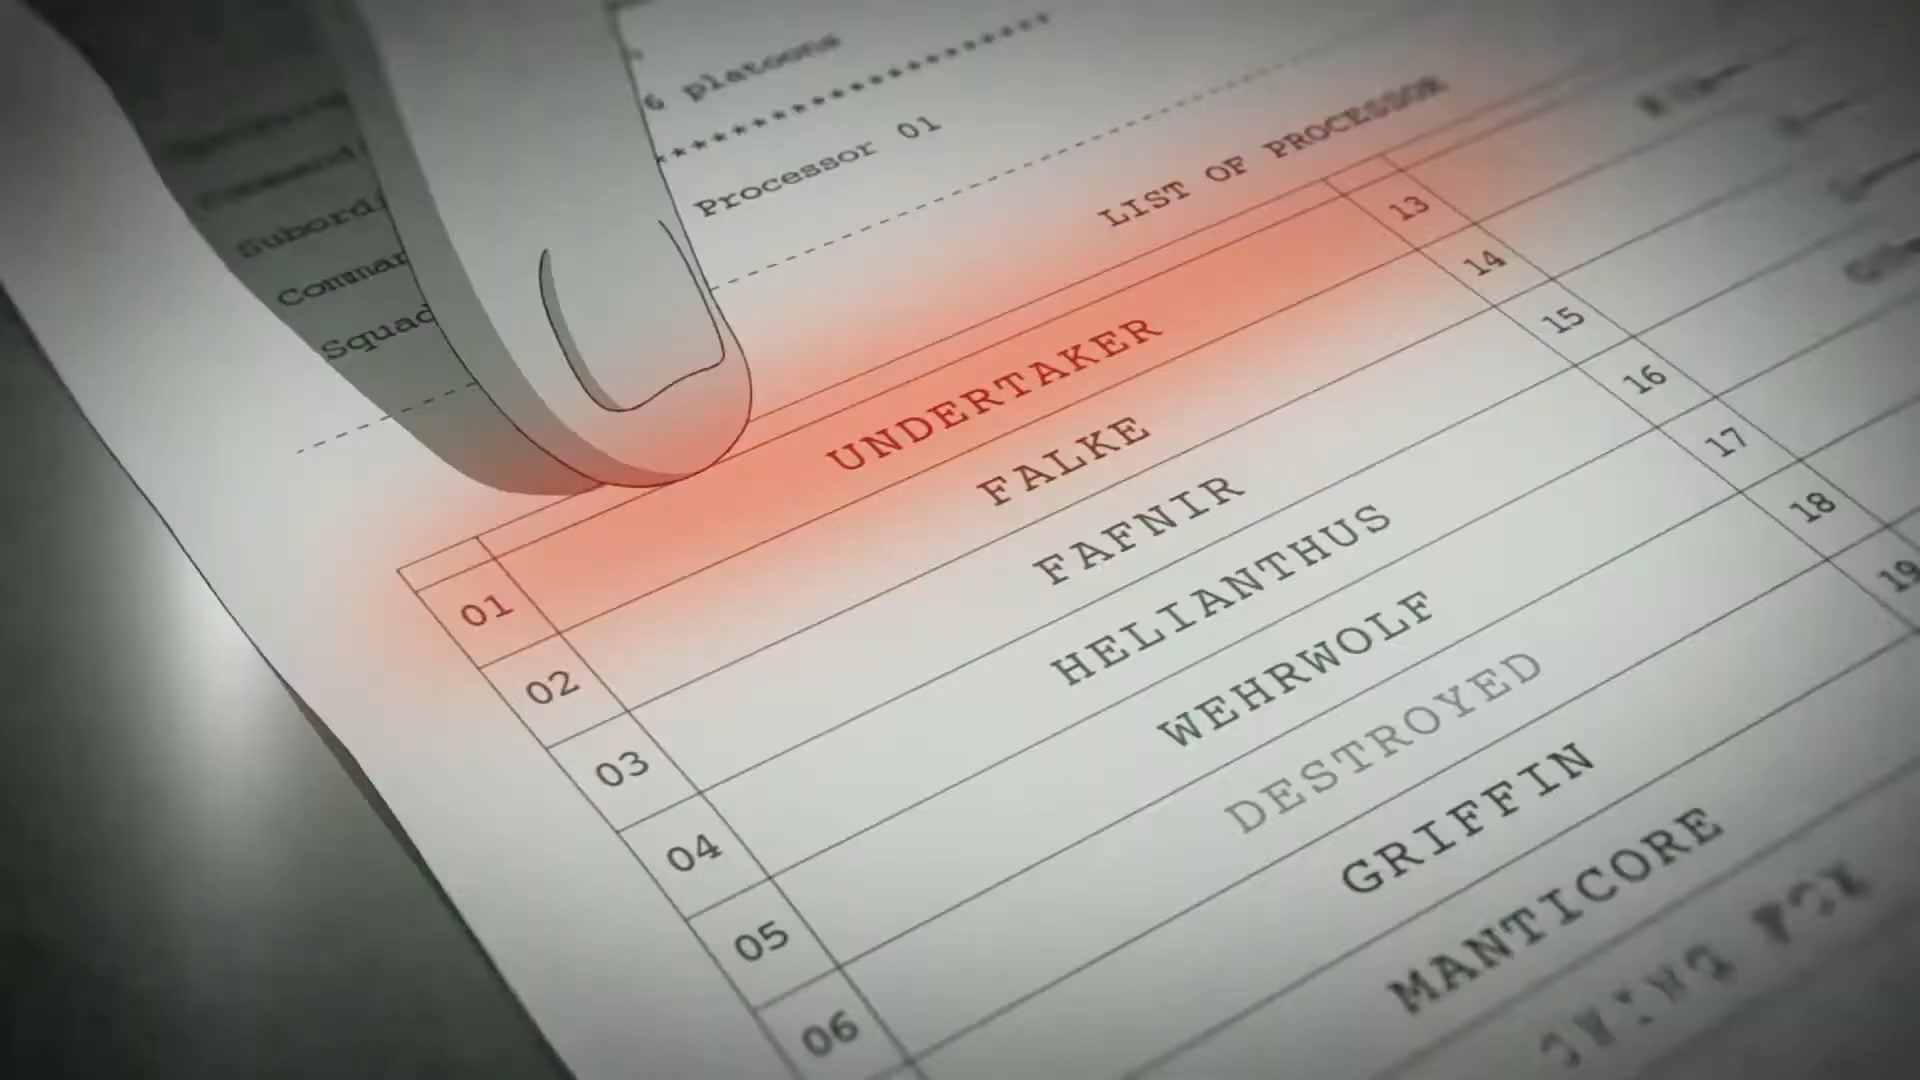 6 platoons
*********************
Processor 01
Subordi
Comman
Squad
LIST OF PROCESSOR
01 UNDERTAKER 13
02 FALKE 14
03 FAFNIR 15
04 HELIANTHUS 16
05 WEHRWOLF 17
06 DESTROYED 18
GRIFFIN 19
MANTICORE